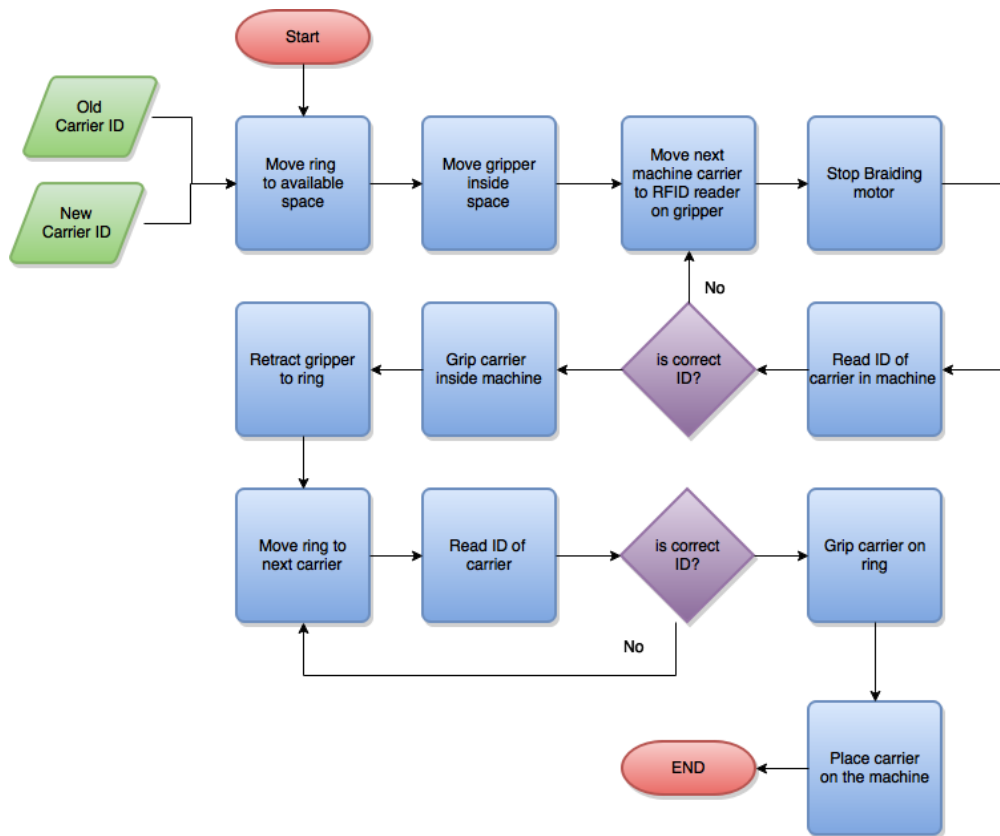 Start
Old
Carrier ID
New
Carrier ID
Move ring
to available
space
Move gripper
inside
space
Move next
machine carrier
to RFID reader
on gripper
Stop Braiding
motor
No
Retract gripper
to ring
Grip carrier
inside machine
is correct
ID?
Read ID of
carrier in machine
Move ring to
next carrier
Read ID of
carrier
is correct
ID?
Grip carrier on
ring
No
END
Place carrier
on the machine